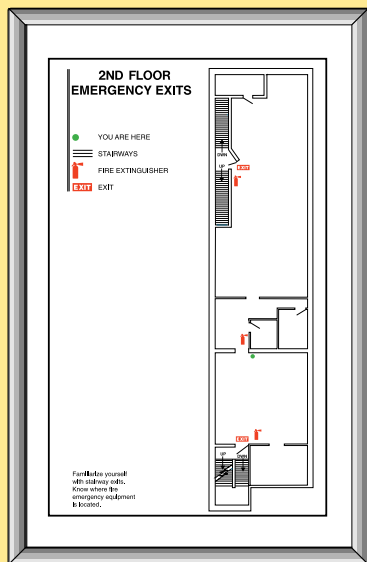 2ND FLOOR
EMERGENCY EXITS
YOU ARE HERE
STAIRWAYS
FIRE EXTINGUISHER
EXIT EXIT
DWN
UP
EXIT
EXIT
UP
DWN
Familiarize yourself
with stairway exits.
Know where fire
emergency equipment
is located.